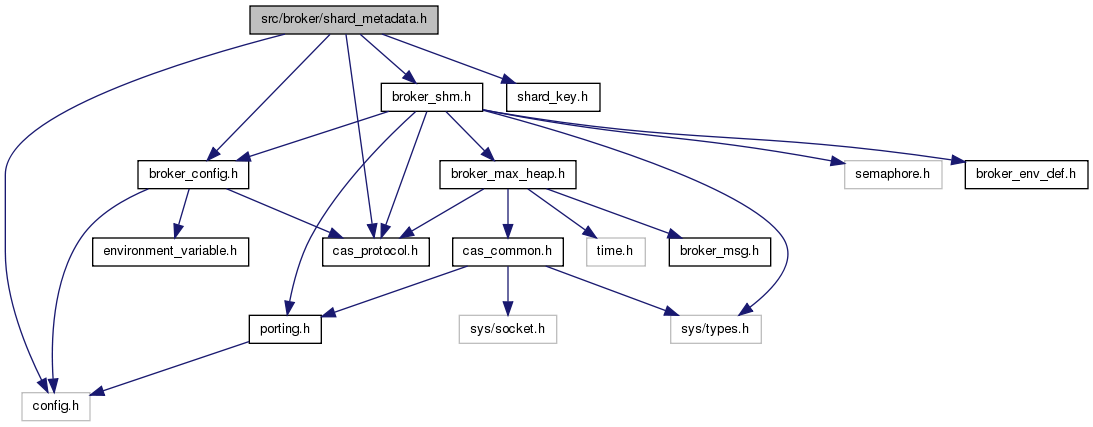 src/broker/shard_metadata.h
broker_shm.h
shard_key.h
broker_config.h
broker_max_heap.h
semaphore.h
broker_env_def.h
environment_variable.h
cas_protocol.h
cas_common.h
time.h
broker_msg.h
porting.h
sys/socket.h
sys/types.h
config.h